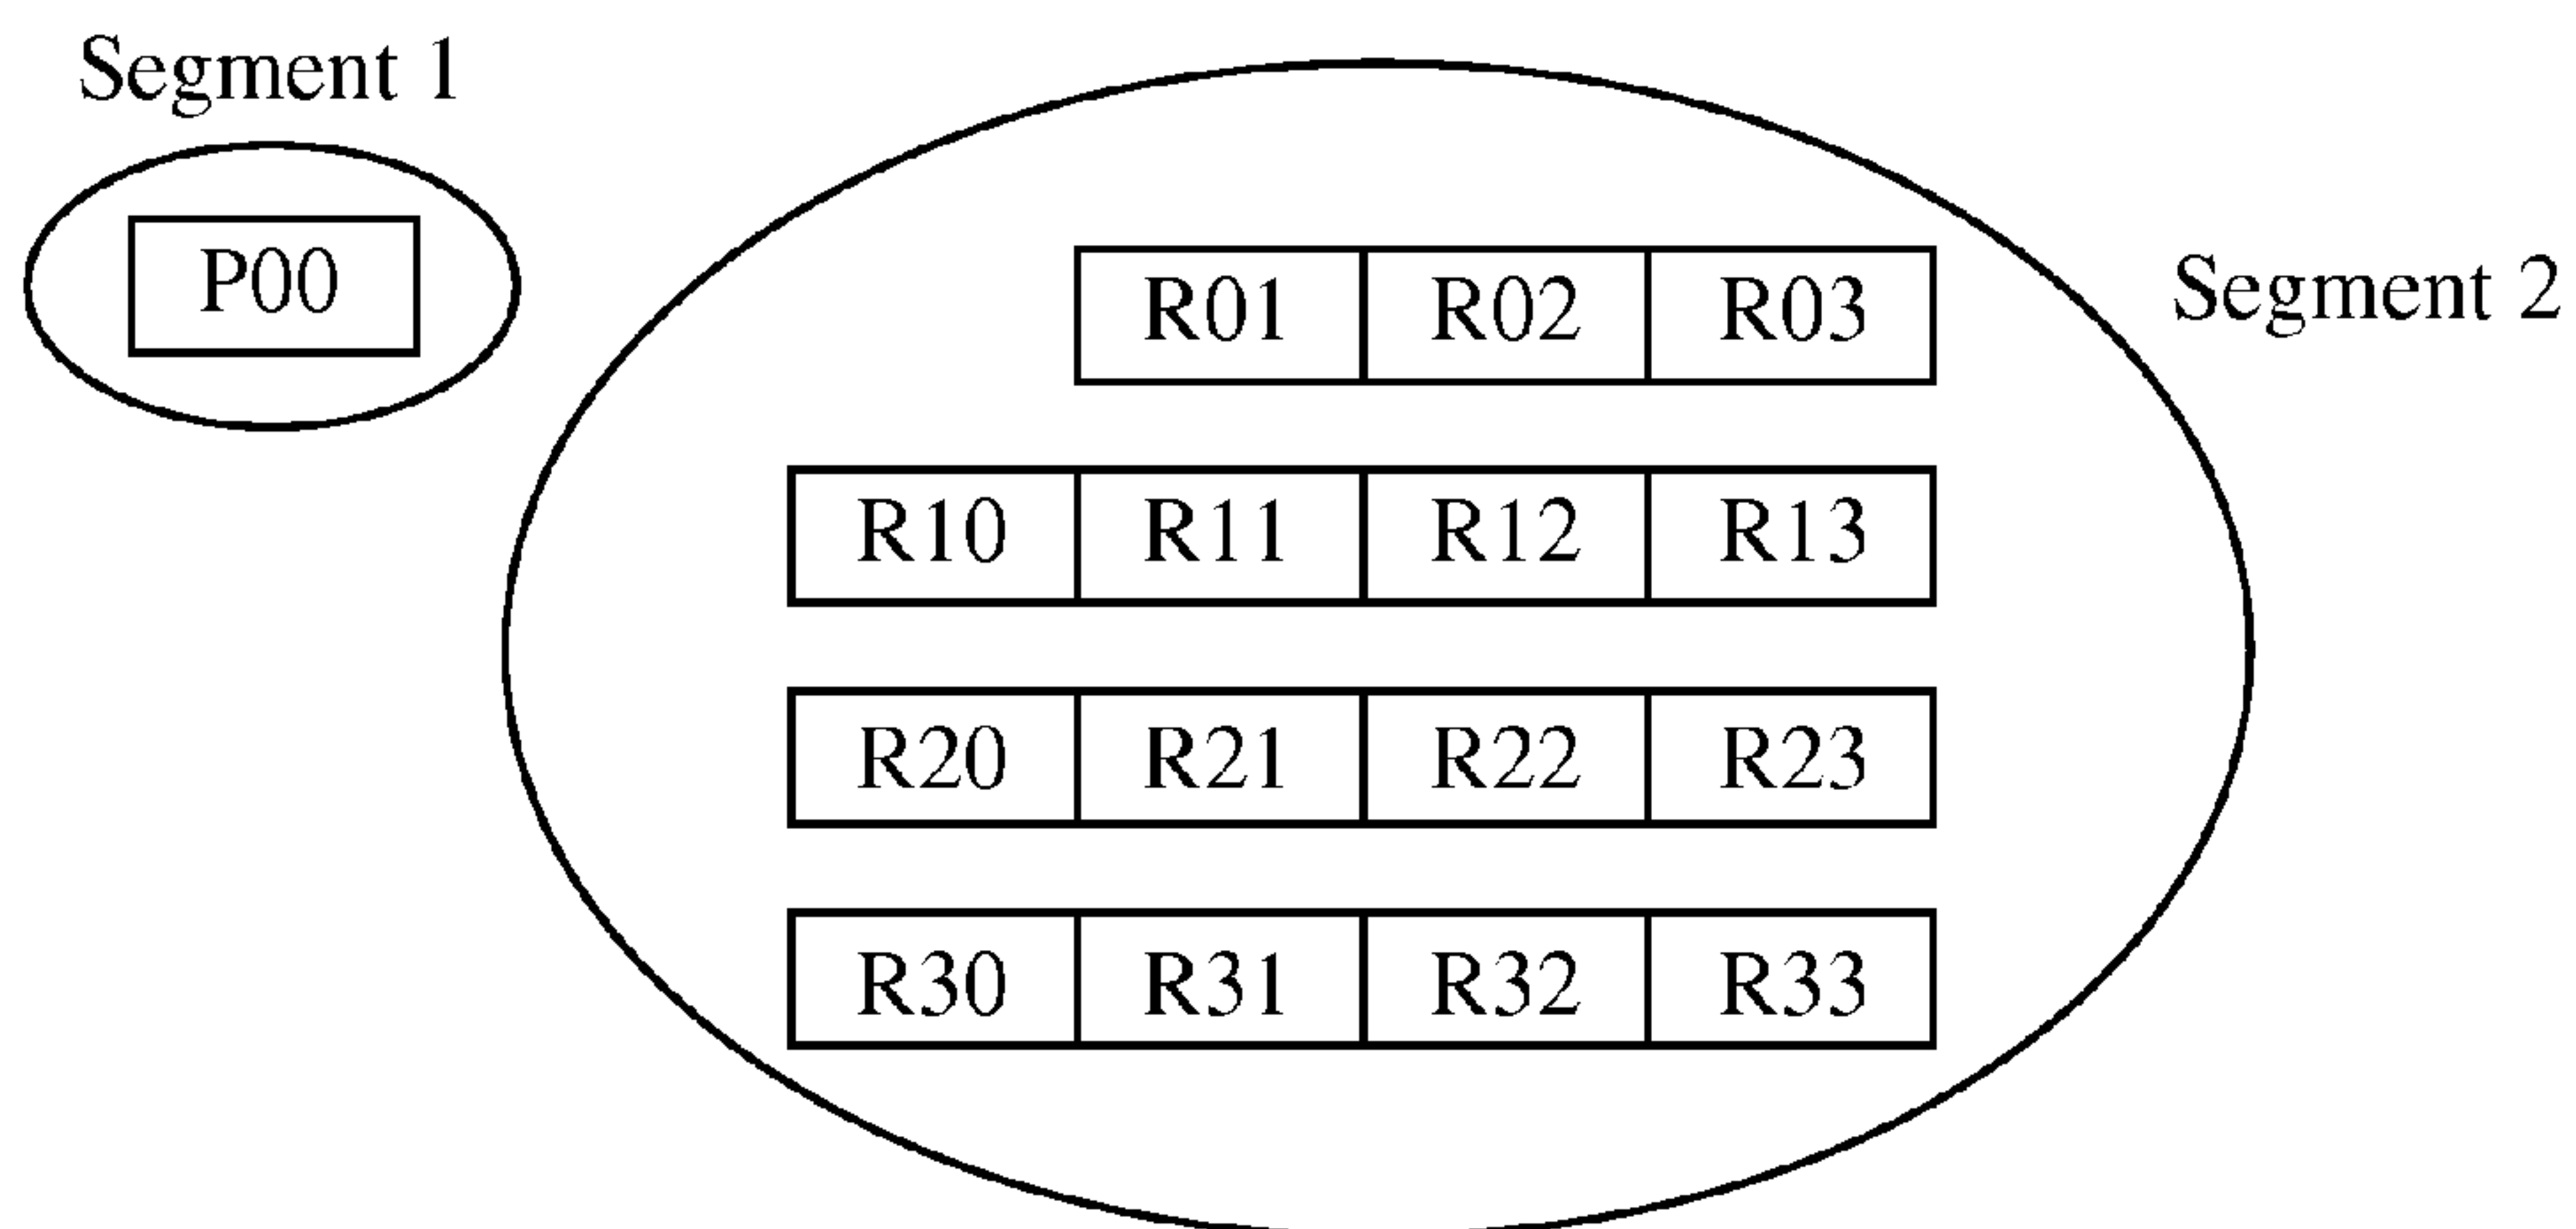 Segment 1
P00
Segment 2
R01 R02 R03
R10 R11 R12 R13
R20 R21 R22 R23
R30 R31 R32 R33